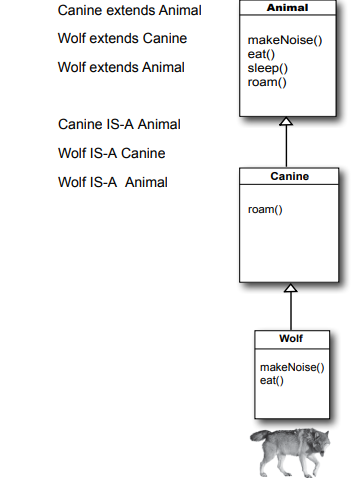 Canine extends Animal
Wolf extends Canine
Wolf extends Animal
Canine IS-A Animal
Wolf IS-A Canine
Wolf IS-A Animal
Animal
makeNoise()
eat()
sleep()
roam()
Canine
roam()
Wolf
makeNoise()
eat()